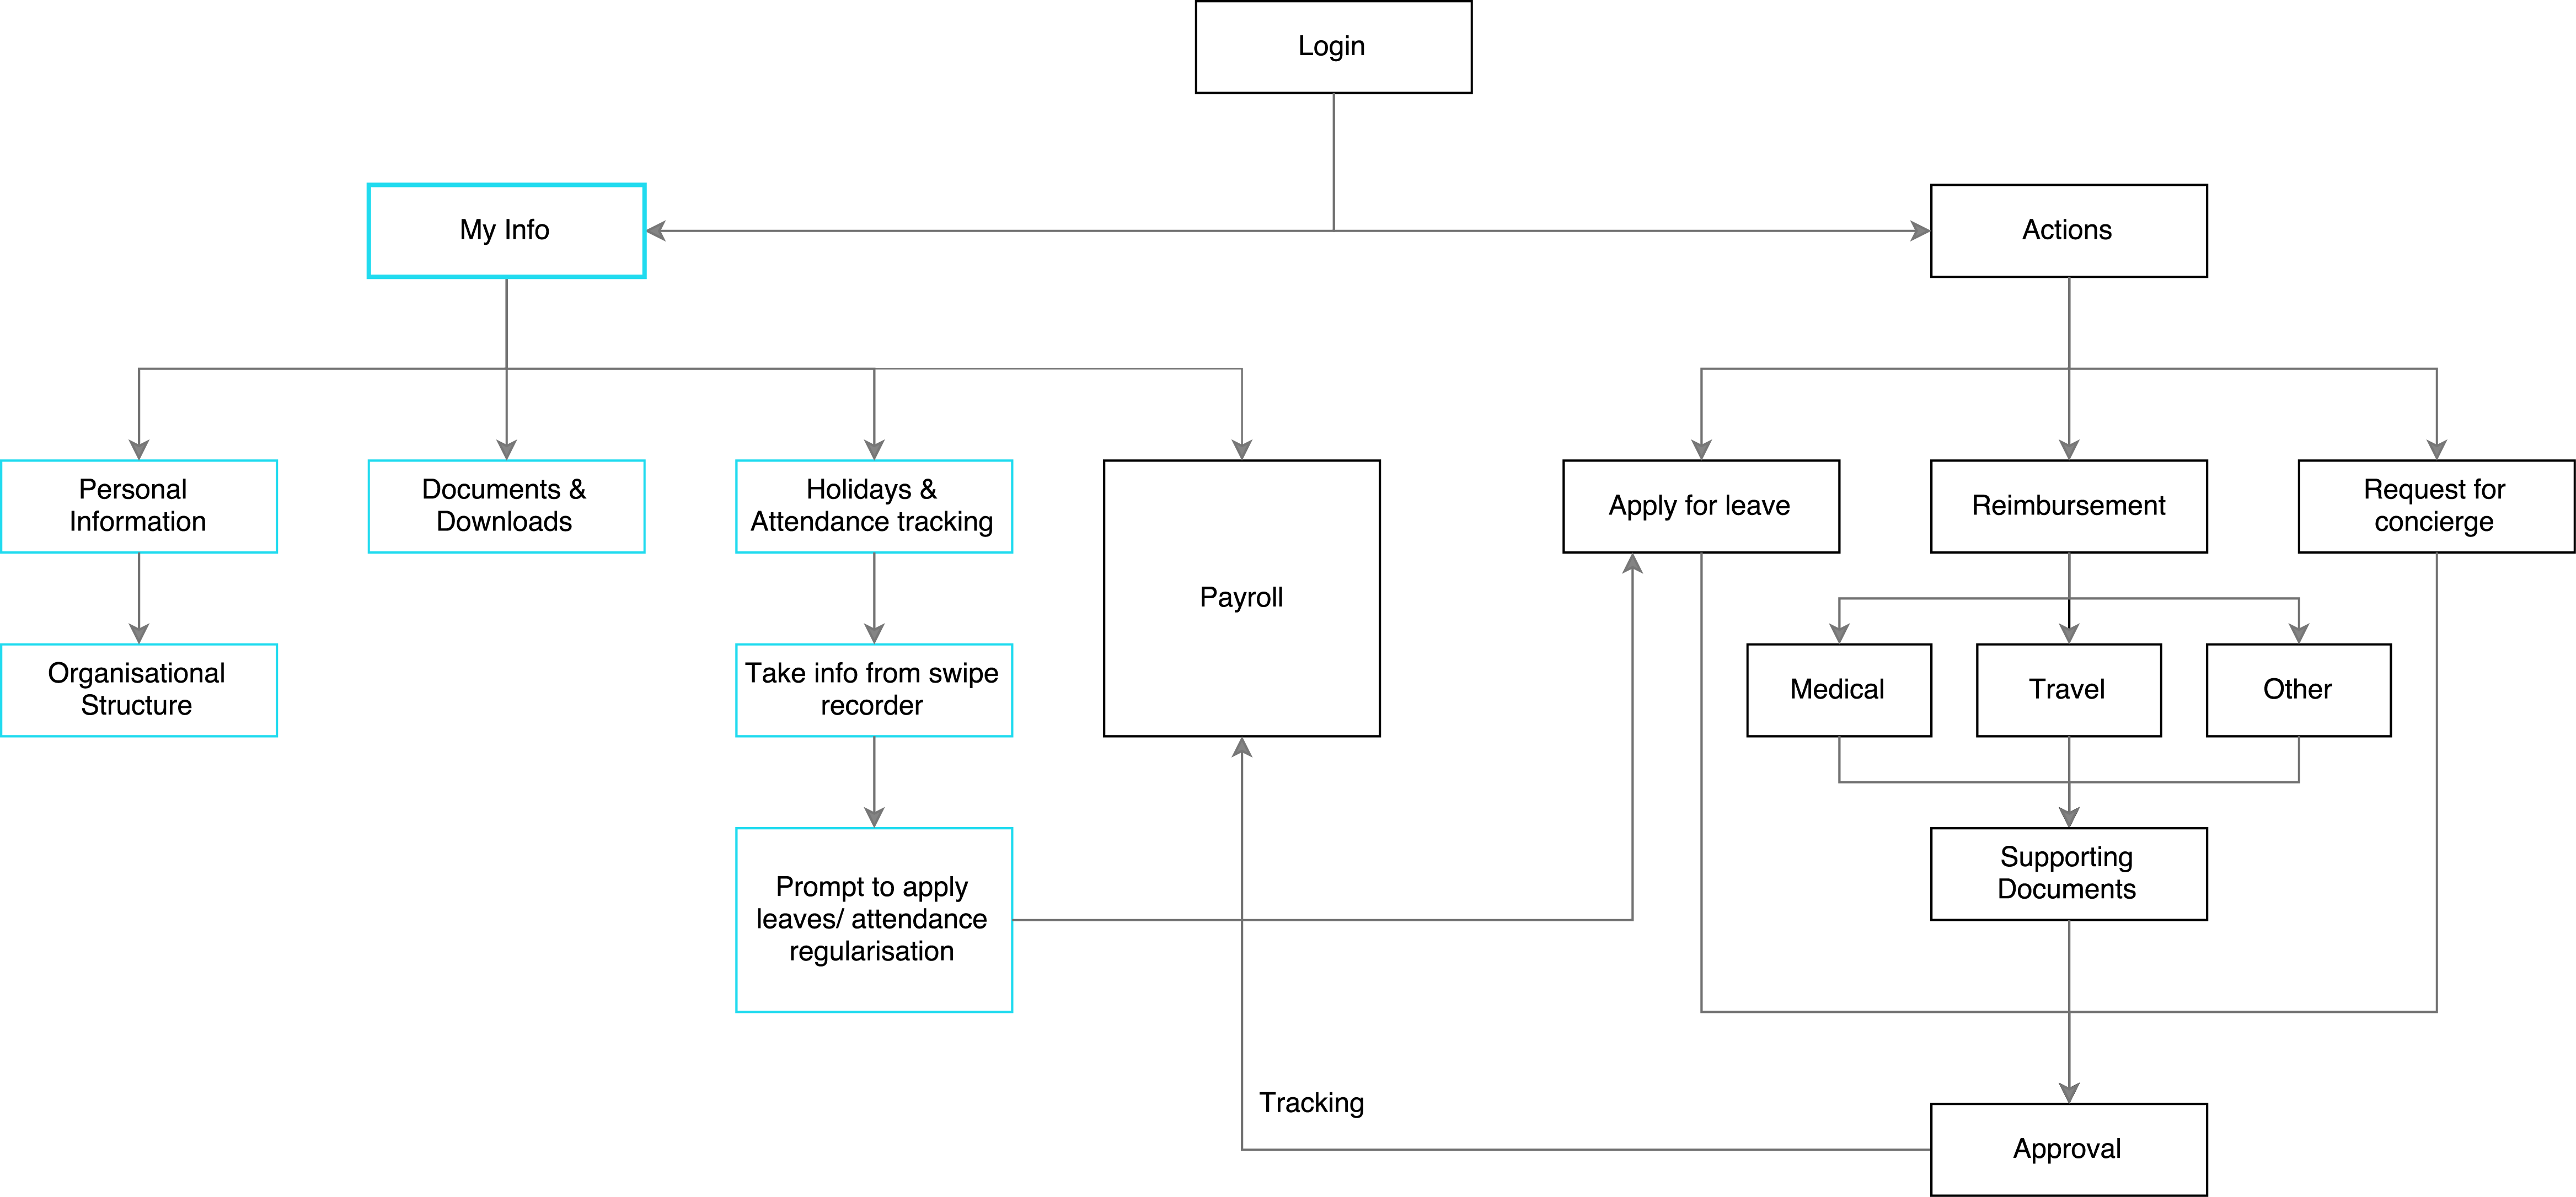 Login
My Info
Actions
Personal
Information
Documents &
Downloads
Holidays &
Attendance tracking
Payroll
Apply for leave
Reimbursement
Request for
concierge
Organisational
Structure
Take info from swipe
recorder
Medical
Travel
Other
Prompt to apply
leaves/ attendance
regularisation
Supporting
Documents
Tracking
Approval